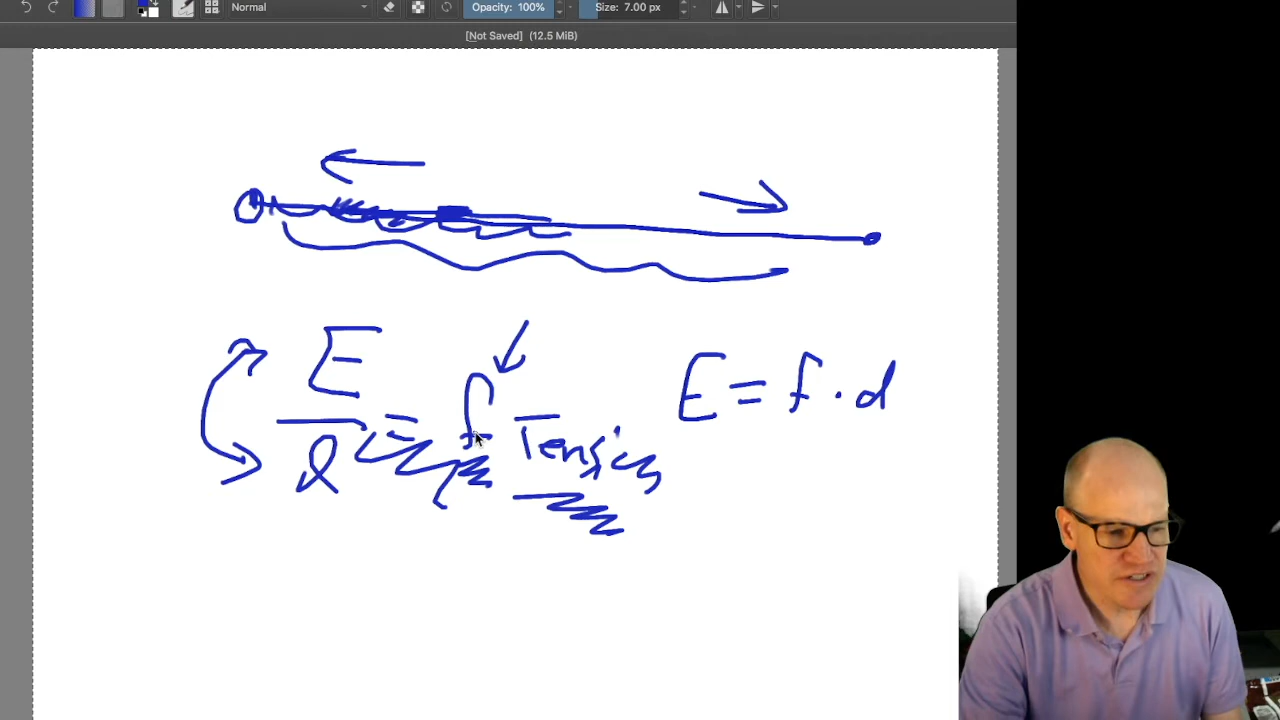 Normal
Opacity: 100%
Size: 7.00 px
[Not Saved] (12.5 MiB)
E
= f Tension E = f · d
l